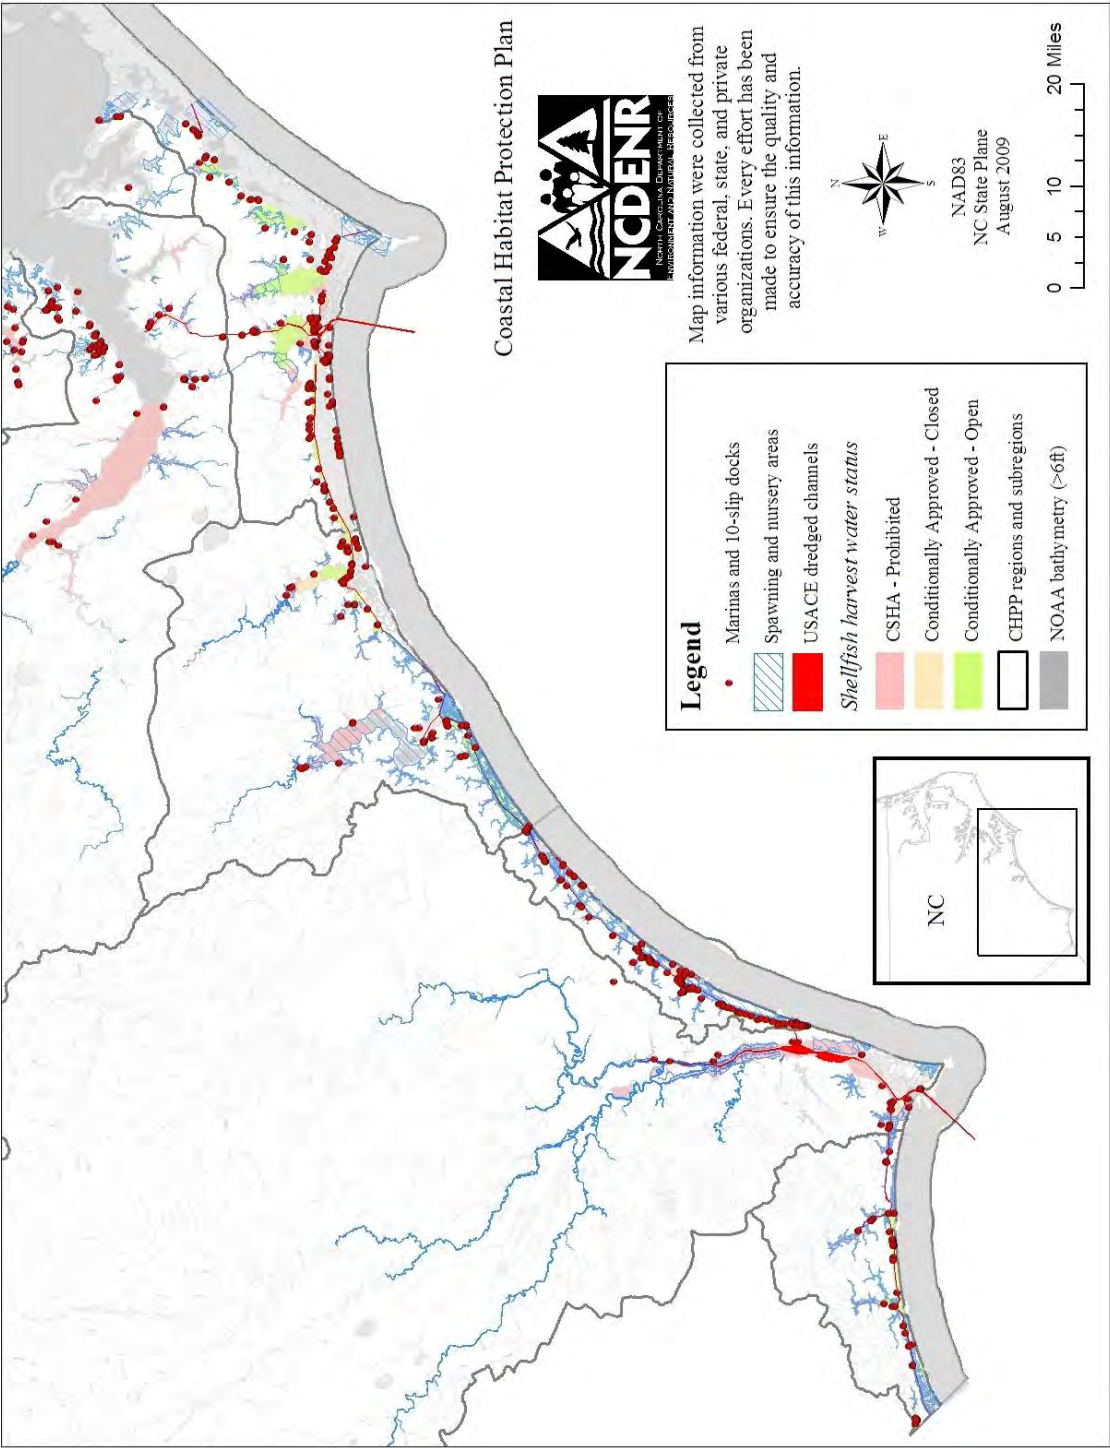 Coastal Habitat Protection Plan
NORTH CAROLINA DEPARTMENT OF
ENVIRONMENT AND NATURAL RESOURCES
NCDENR
Map information were collected from
various federal, state, and private
organizations. Every effort has been
made to ensure the quality and
accuracy of this information.
N
W
E
S
NAD83
NC State Plane
August 2009
0 5 10 20 Miles
Legend
Marinas and 10-slip docks
Spawning and nursery areas
USACE dredged channels
Shellfish harvest water status
CSHA - Prohibited
Conditionally Approved - Closed
Conditionally Approved - Open
CHPP regions and subregions
NOAA bathymetry (>6ft)
NC